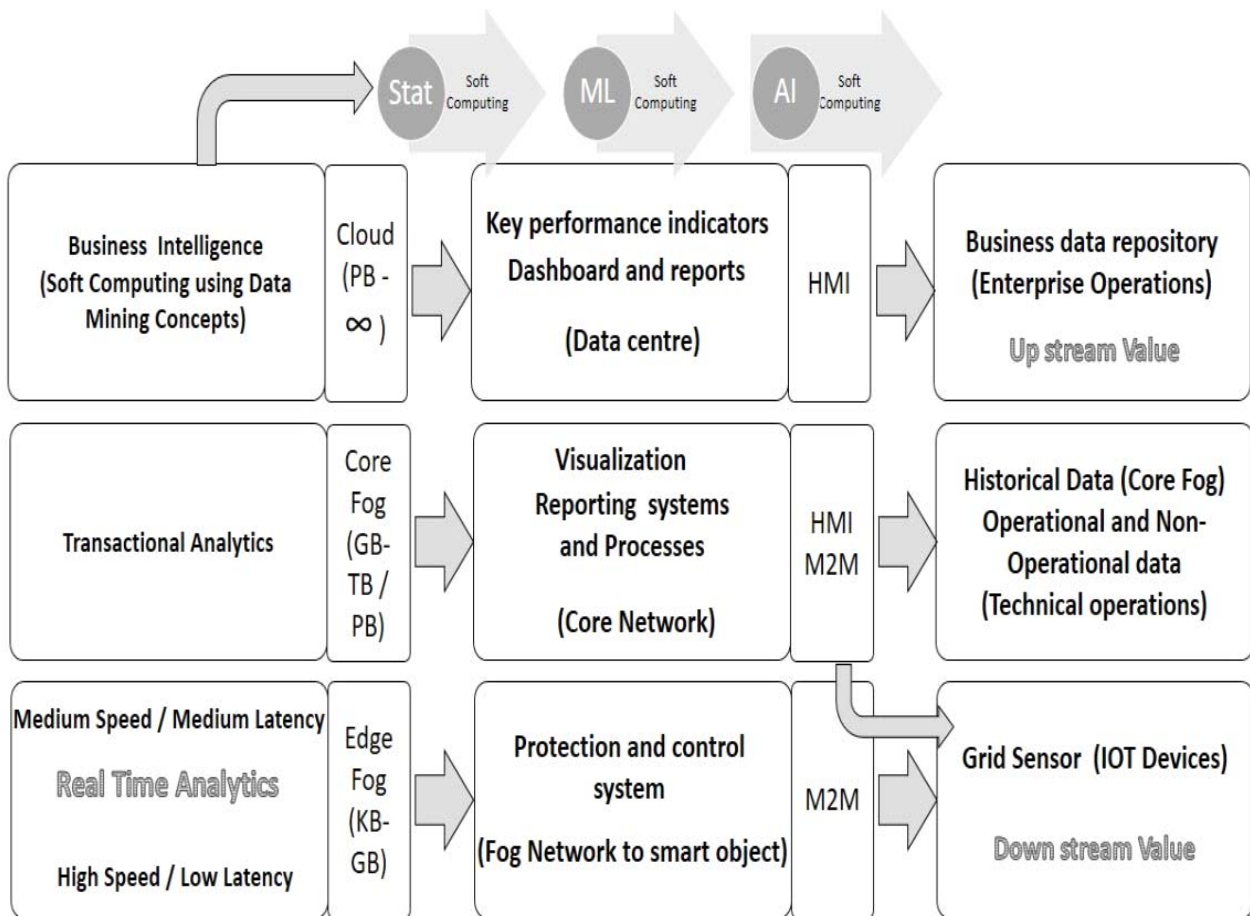 Stat
Soft
Computing
ML
Soft
Computing
AI
Soft
Computing
Business Intelligence
(Soft Computing using Data
Mining Concepts)
Cloud
(PB -
∞ )
Key performance indicators
Dashboard and reports
(Data centre)
HMI
Business data repository
(Enterprise Operations)
Up stream Value
Transactional Analytics
Core
Fog
(GB-
TB /
PB)
Visualization
Reporting systems
and Processes
(Core Network)
HMI
M2M
Historical Data (Core Fog)
Operational and Non-
Operational data
(Technical operations)
Medium Speed / Medium Latency
Real Time Analytics
High Speed / Low Latency
Edge
Fog
(KB-
GB)
Protection and control
system
(Fog Network to smart object)
M2M
Grid Sensor (IOT Devices)
Down stream Value